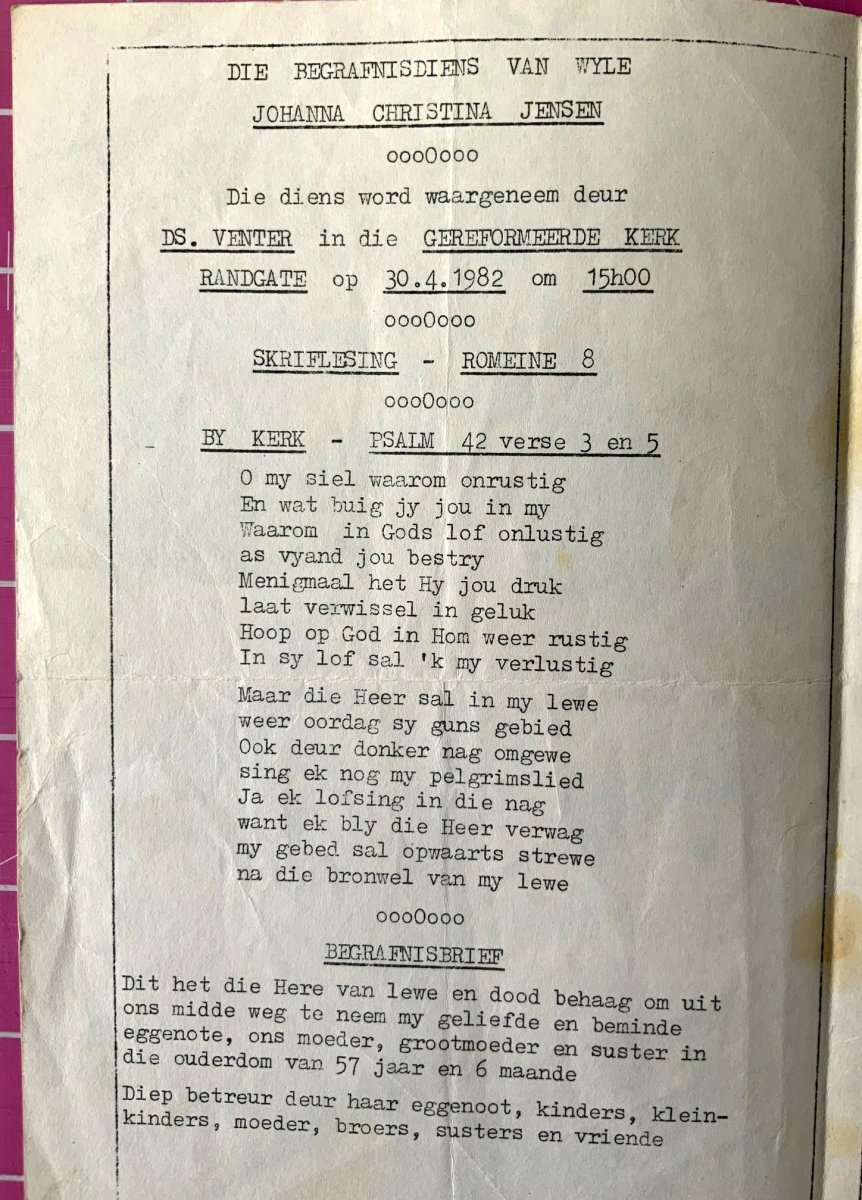 DIE BEGRAFNISDIENS VAN WYLE
JOHANNA CHRISTINA JENSEN
oooOooo
Die diens word waargeneem deur
DS. VENTER in die GEREFORMEERDE KERK
RANDGATE op 30.4.1982 om 15h00
oooOooo
SKRIFLESING - ROMEINE 8
oooOooo
BY KERK - PSALM 42 verse 3 en 5
O my siel waarom onrustig
En wat buig jy jou in my
Waarom in Gods lof onlustig
as vyand jou bestry
Menigmaal het Hy jou druk
laat verwissel in geluk
Hoop op God in Hom weer rustig
In sy lof sal 'k my verlustig
Maar die Heer sal in my lewe
weer oordag sy guns gebied
Ook deur donker nag omgewe
sing ek nog my pelgrimslied
Ja ek lofsing in die nag
want ek bly die Heer verwag
my gebed sal opwaarts strewe
na die bronwel van my lewe
oooOooo
BEGRAFNISBRIEF
Dit het die Here van lewe en dood behaag om uit
ons midde weg te neem my geliefde en beminde
eggenote, ons moeder, grootmoeder en suster in
die ouderdom van 57 jaar en 6 maande
Diep betreur deur haar eggenoot, kinders, klein-
kinders, moeder, broers, susters en vriende